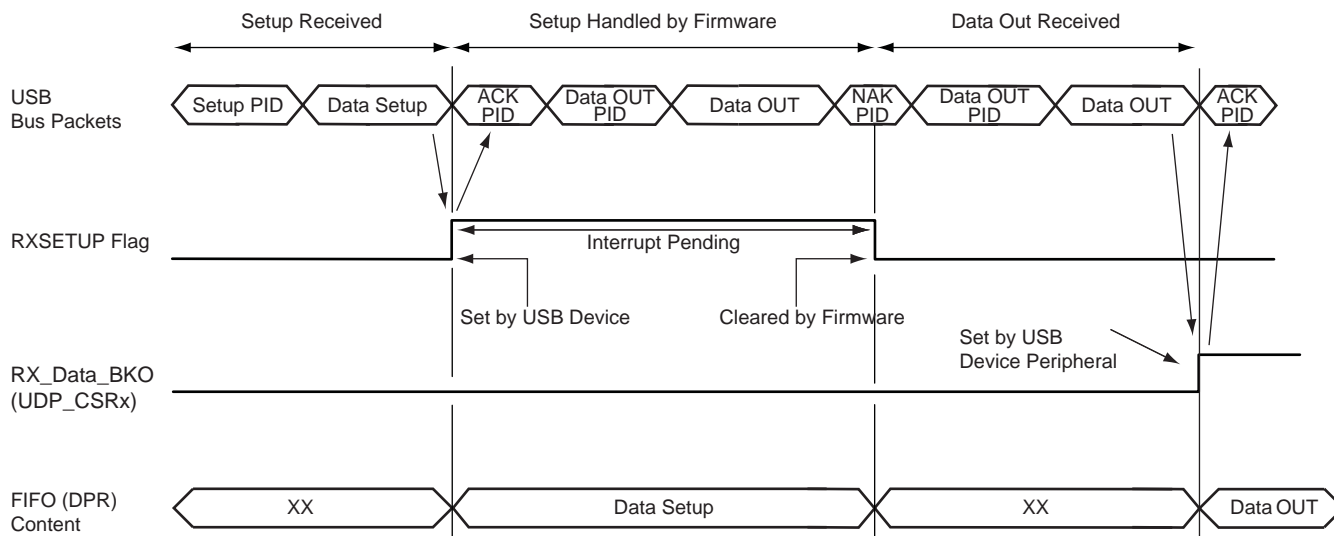 Setup Received
Setup Handled by Firmware
Data Out Received
USB
Bus Packets
Setup PID
Data Setup
ACK
PID
Data OUT
PID
Data OUT
NAK
PID
Data OUT
PID
Data OUT
ACK
PID
RXSETUP Flag
Interrupt Pending
Set by USB Device
Cleared by Firmware
Set by USB
Device Peripheral
RX_Data_BKO
(UDP_CSRx)
FIFO (DPR)
Content
XX
Data Setup
XX
Data OUT